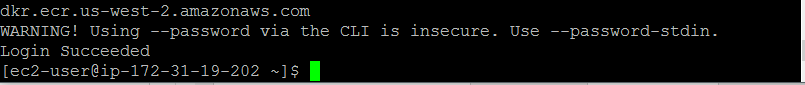 dkr.ecr.us-west-2.amazonaws.com
WARNING! Using --password via the CLI is insecure. Use --password-stdin.
Login Succeeded
[ec2-user@ip-172-31-19-202 ~]$